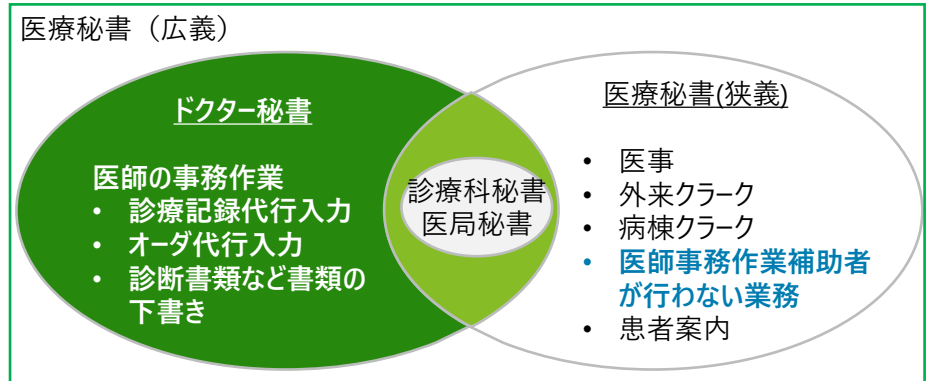 医療秘書（広義）
ドクター秘書
医師の事務作業
• 診療記録代行入力
• オーダ代行入力
• 診断書類など書類の
下書き
診療科秘書
医局秘書
医療秘書(狭義)
• 医事
• 外来クラーク
• 病棟クラーク
• 医師事務作業補助者
が行わない業務
• 患者案内